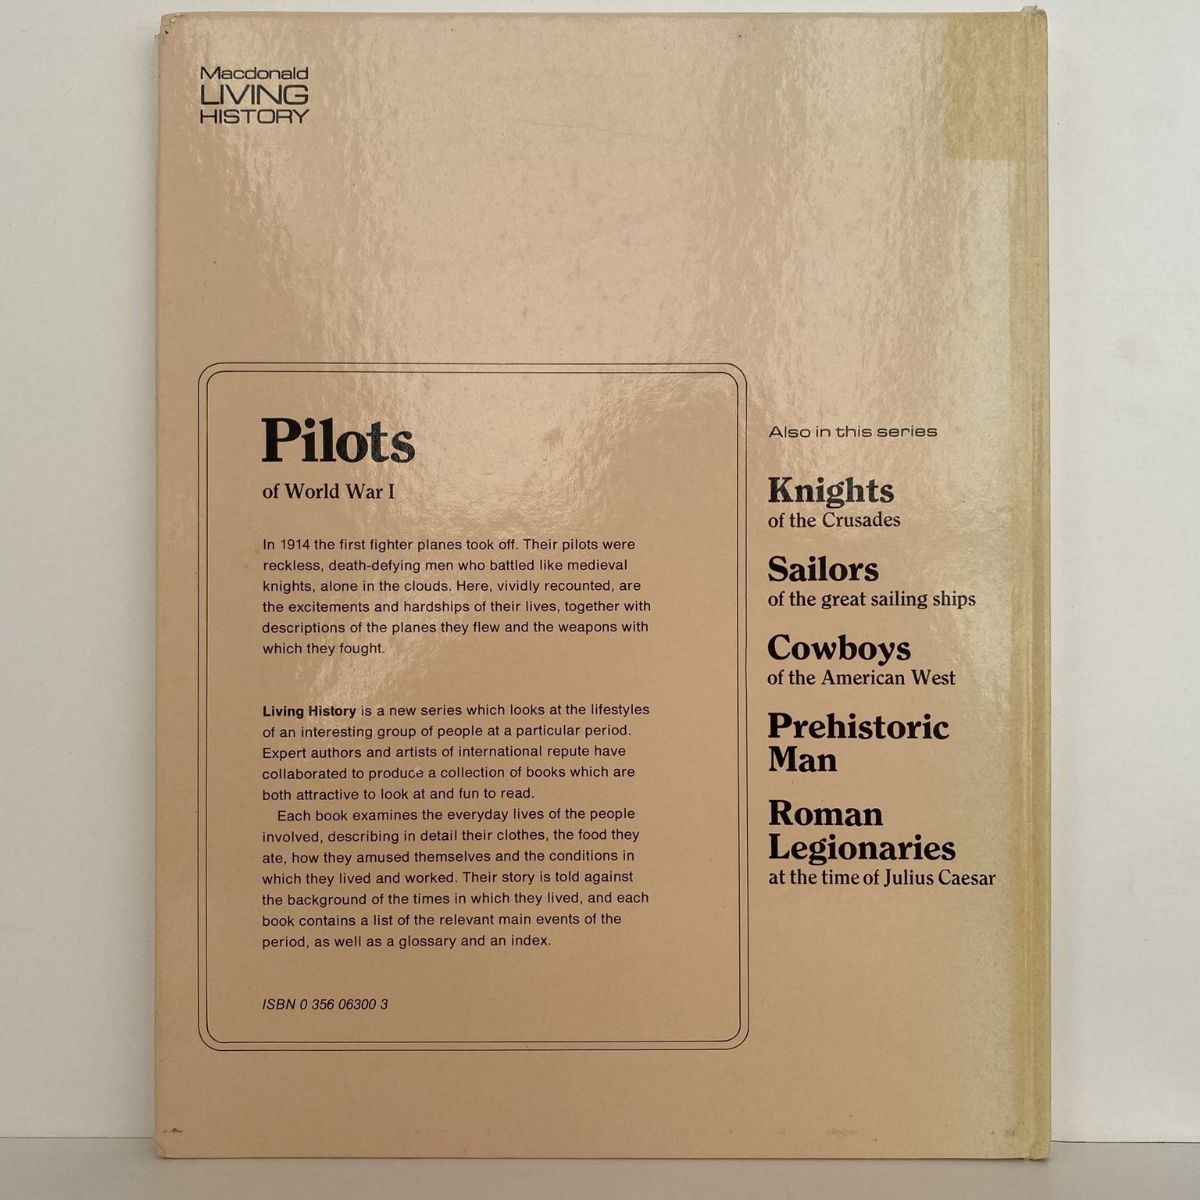 Macdonald
LIVING
HISTORY
Pilots
of World War I
In 1914 the first fighter planes took off. Their pilots were
reckless, death-defying men who battled like medieval
knights, alone in the clouds. Here, vividly recounted, are
the excitements and hardships of their lives, together with
descriptions of the planes they flew and the weapons with
which they fought.
Living History is a new series which looks at the lifestyles
of an interesting group of people at a particular period.
Expert authors and artists of international repute have
collaborated to produce a collection of books which are
both attractive to look at and fun to read.
Each book examines the everyday lives of the people
involved, describing in detail their clothes, the food they
ate, how they amused themselves and the conditions in
which they lived and worked. Their story is told against
the background of the times in which they lived, and each
book contains a list of the relevant main events of the
period, as well as a glossary and an index.
ISBN 0 356 06300 3
Also in this series
Knights
of the Crusades
Sailors
of the great sailing ships
Cowboys
of the American West
Prehistoric
Man
Roman
Legionaries
at the time of Julius Caesar